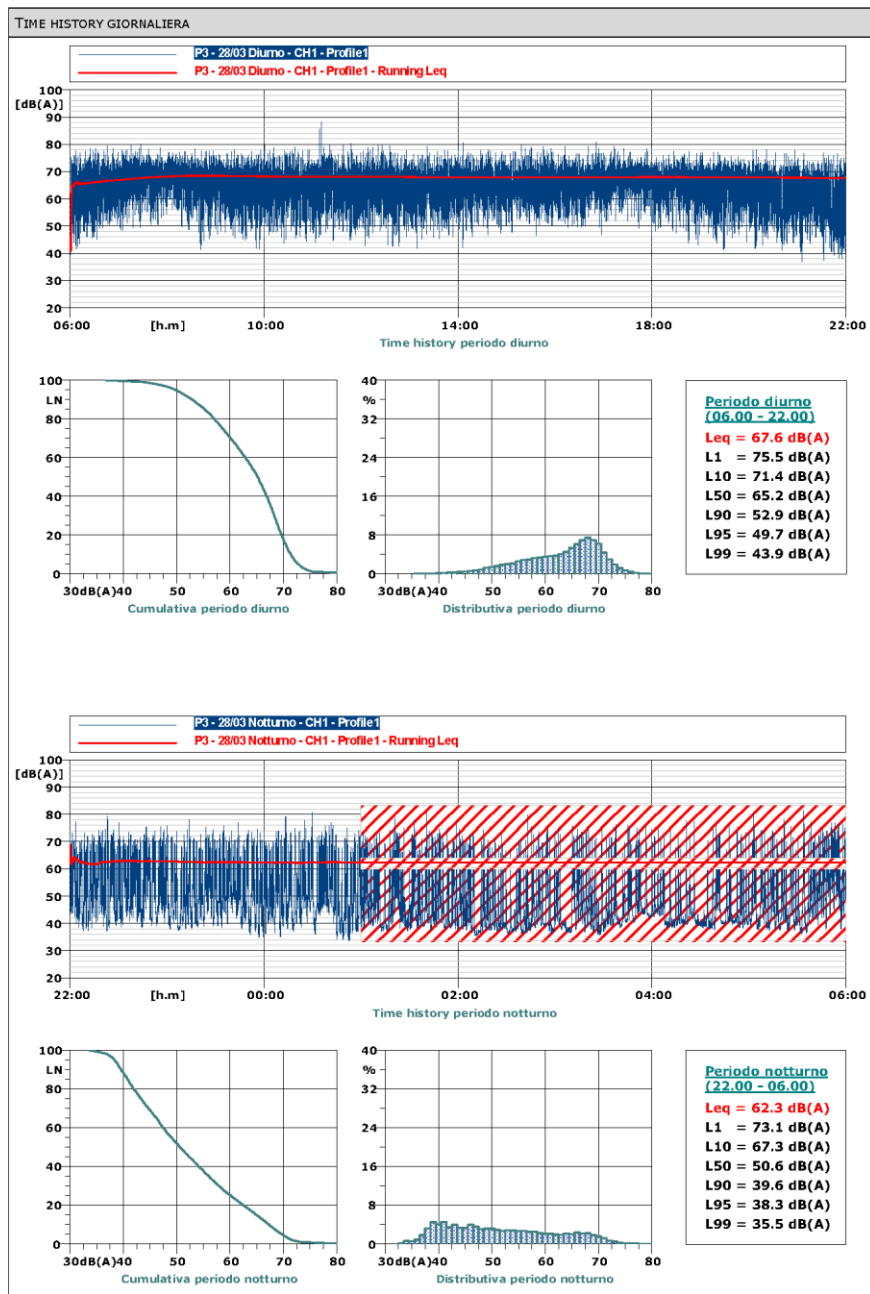 TIME HISTORY GIORNALIERA
P3 - 28/03 Diurno - CH1 - Profile1
P3 - 28/03 Diurno - CH1 - Profile1 - Running Leq
100
[dB(A)]
90
80
70
60
50
40
30
20
06:00 [h.m] 10:00 14:00 18:00 22:00
Time history periodo diurno
100
LN
80
60
40
20
0
30dB(A)40 50 60 70 80
Cumulativa periodo diurno
40
%
32
24
16
8
0
30dB(A)40 50 60 70 80
Distributiva periodo diurno
Periodo diurno
(06.00 - 22.00)
Leq = 67.6 dB(A)
L1 = 75.5 dB(A)
L10 = 71.4 dB(A)
L50 = 65.2 dB(A)
L90 = 52.9 dB(A)
L95 = 49.7 dB(A)
L99 = 43.9 dB(A)
P3 - 28/03 Notturno - CH1 - Profile1
P3 - 28/03 Notturno - CH1 - Profile1 - Running Leq
100
[dB(A)]
90
80
70
60
50
40
30
20
22:00 [h.m] 00:00 02:00 04:00 06:00
Time history periodo notturno
100
LN
80
60
40
20
0
30dB(A)40 50 60 70 80
Cumulativa periodo notturno
40
%
32
24
16
8
0
30dB(A)40 50 60 70 80
Distributiva periodo notturno
Periodo notturno
(22.00 - 06.00)
Leq = 62.3 dB(A)
L1 = 73.1 dB(A)
L10 = 67.3 dB(A)
L50 = 50.6 dB(A)
L90 = 39.6 dB(A)
L95 = 38.3 dB(A)
L99 = 35.5 dB(A)